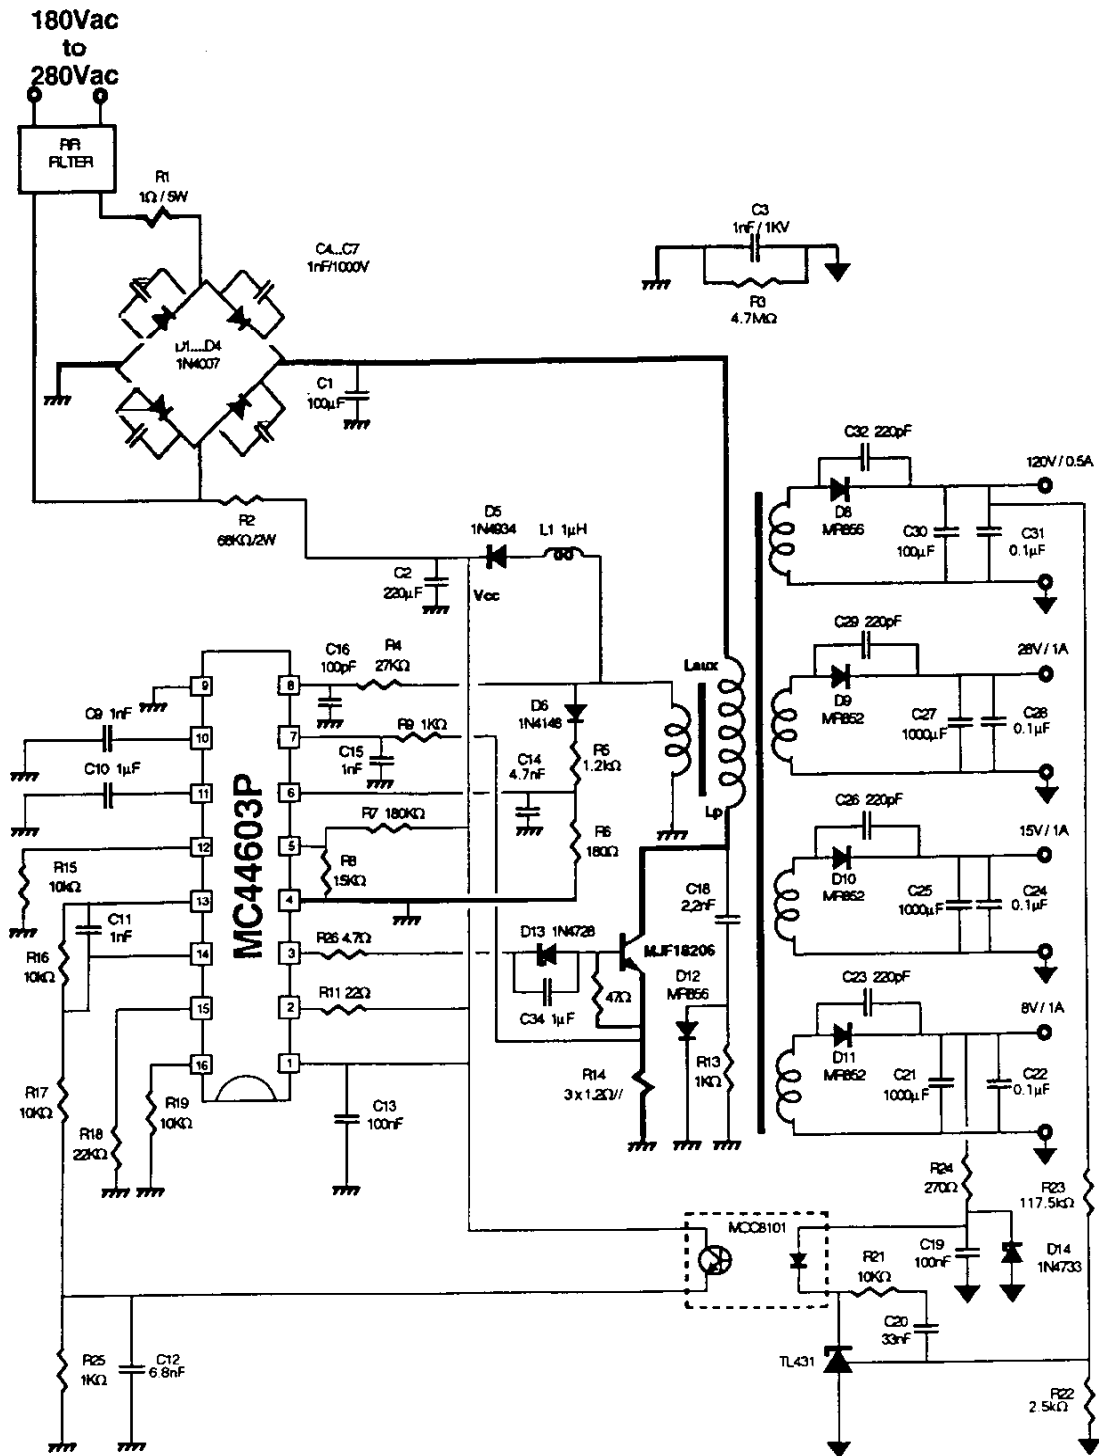 180Vac
to
280Vac
RFI
FILTER
R1
1Ω / 5W
C4...C7
1nF/1000V
D1....D4
1N4007
C1
100µF
C3
1nF / 1KV
R3
4.7MΩ
R2
68KΩ/2W
D5
1N4934
L1 1µH
C2
220µF
Vcc
C16
100pF
R4
27KΩ
R9 1KΩ
C15
1nF
D6
1N4148
C14
4.7nF
R5
1.2kΩ
R7 180KΩ
R8
15KΩ
R6
180Ω
Laux
Lp
C9 1nF
C10 1µF
R15
10kΩ
R16
10kΩ
C11
1nF
R17
10KΩ
R18
22KΩ
R19
10KΩ
MC44603P
9
10
11
12
13
14
15
16
8
7
6
5
4
3
2
1
R26 4.7Ω
R11 22Ω
D13 1N4728
C34 1µF
47Ω
MJF18206
C18
2,2nF
D12
MR856
R13
1KΩ
R14
3 x 1.2Ω//
C13
100nF
C32 220pF
D8
MR856
C30
100µF
C31
0.1µF
120V / 0.5A
C29 220pF
D9
MR852
C27
1000µF
C28
0.1µF
28V / 1A
C26 220pF
D10
MR852
C25
1000µF
C24
0.1µF
15V / 1A
C23 220pF
D11
MR852
C21
1000µF
C22
0.1µF
8V / 1A
R24
270Ω
R23
117.5kΩ
MCC8101
C19
100nF
D14
1N4733
R21
10KΩ
C20
33nF
TL431
R22
2.5kΩ
R25
1KΩ
C12
6.8nF